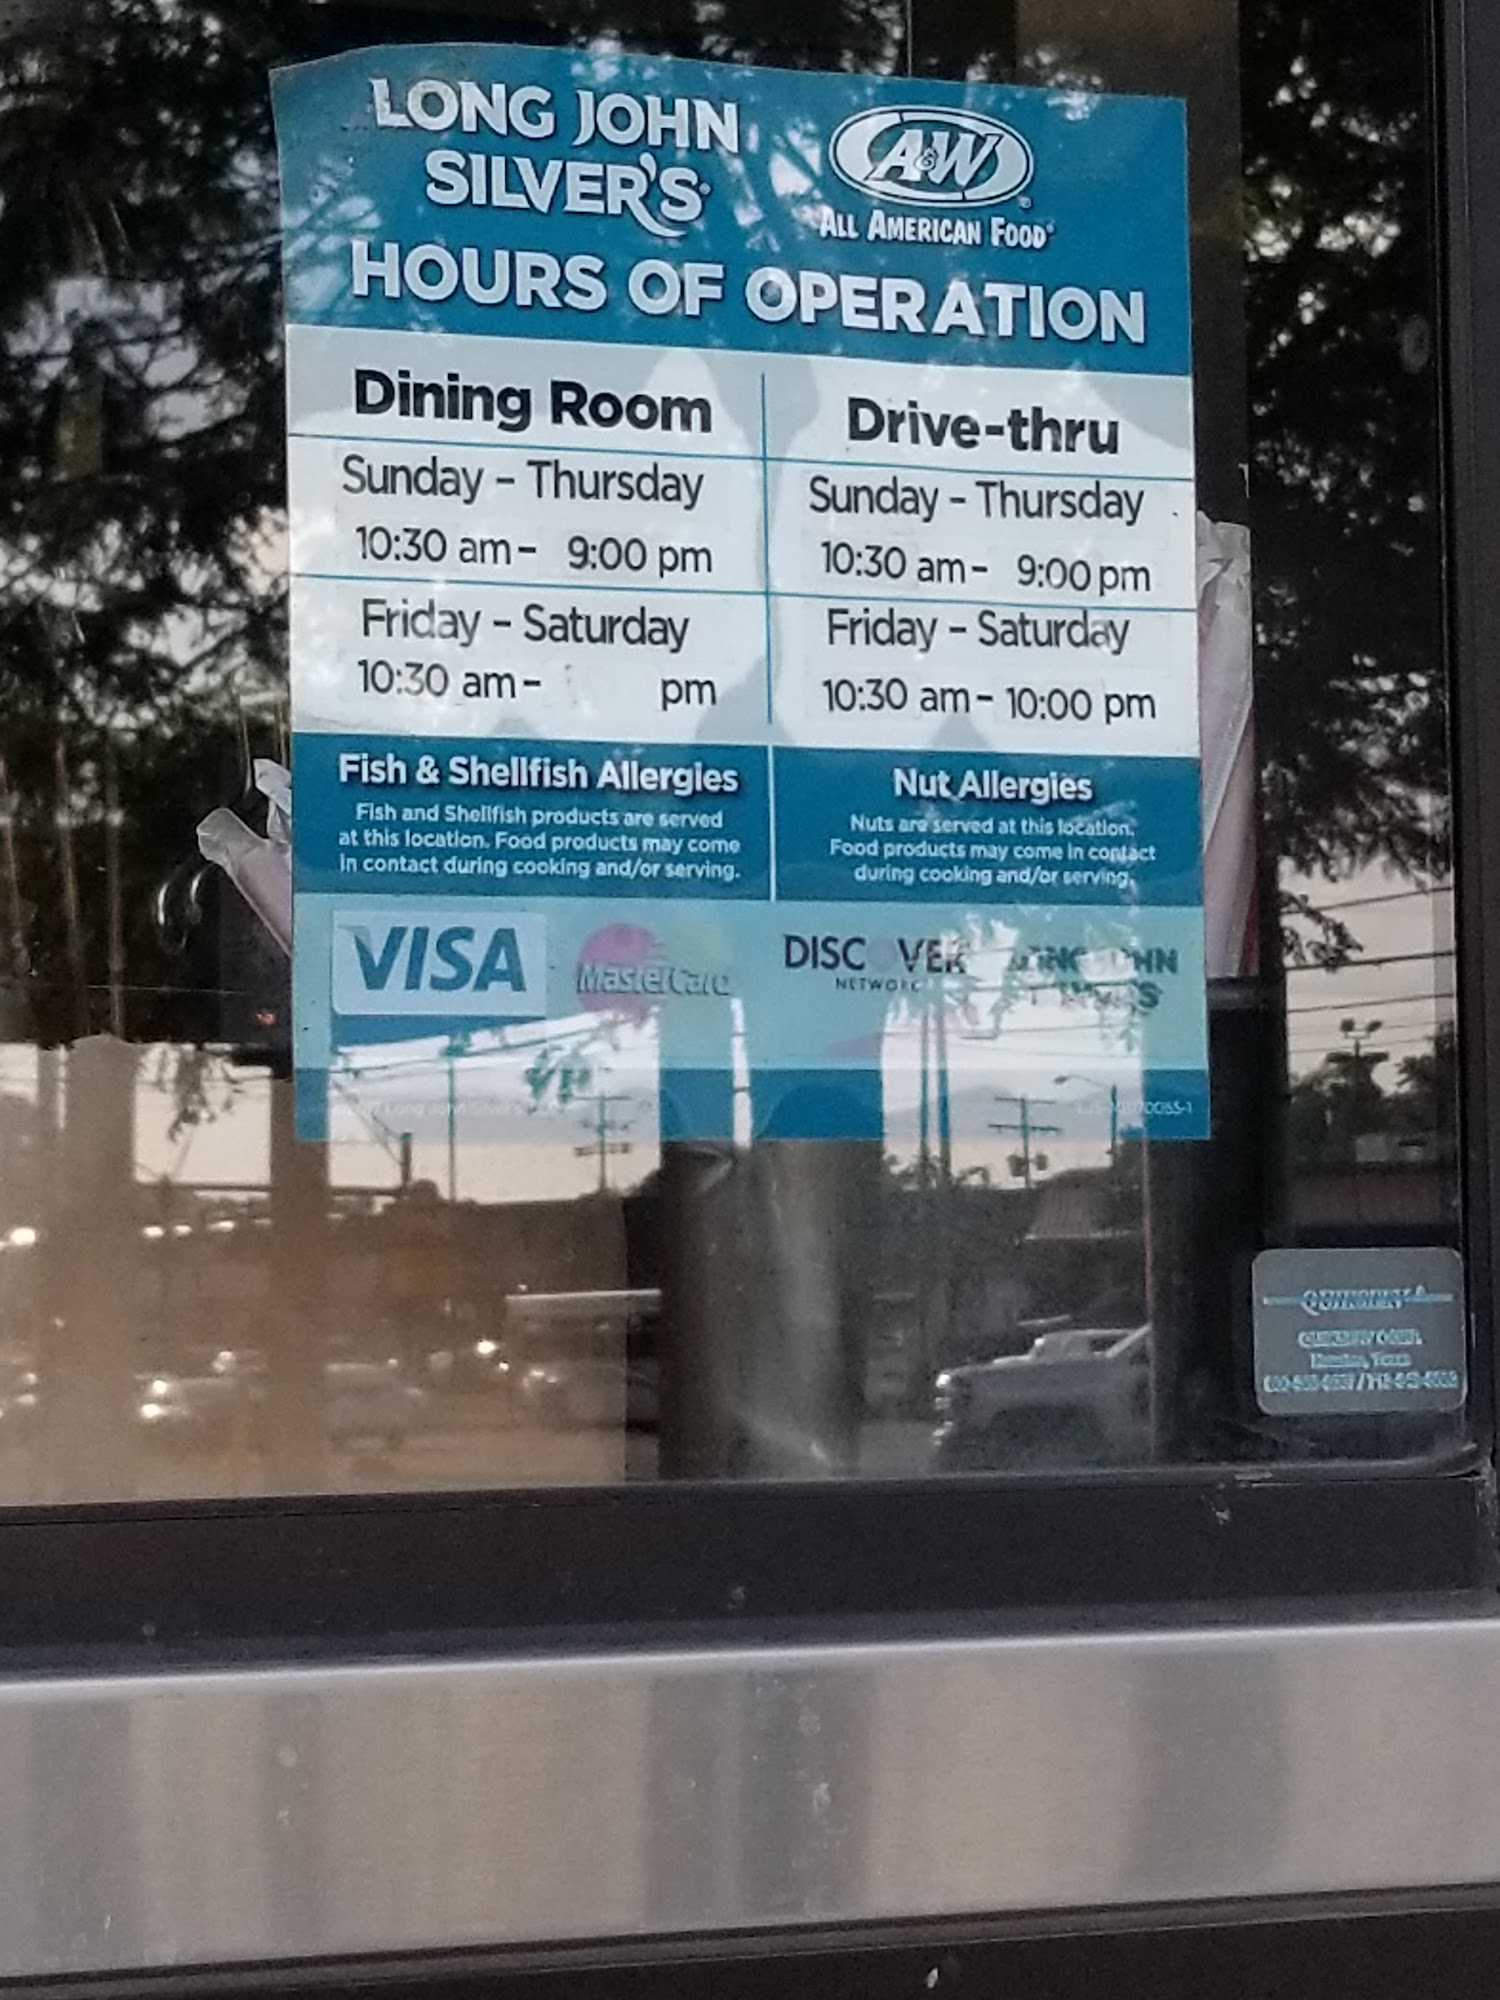 LONG JOHN
SILVER'S
A&W
ALL AMERICAN FOOD
HOURS OF OPERATION
Dining Room
Sunday – Thursday
10:30 am – 9:00 pm
Friday – Saturday
10:30 am – pm
Drive-thru
Sunday – Thursday
10:30 am – 9:00 pm
Friday – Saturday
10:30 am – 10:00 pm
Fish & Shellfish Allergies
Fish and Shellfish products are served
at this location. Food products may come
in contact during cooking and/or serving.
Nut Allergies
Nuts are served at this location.
Food products may come in contact
during cooking and/or serving.
VISA
MasterCard
DISCOVER
NETWORK
LONG JOHN
SILVER'S